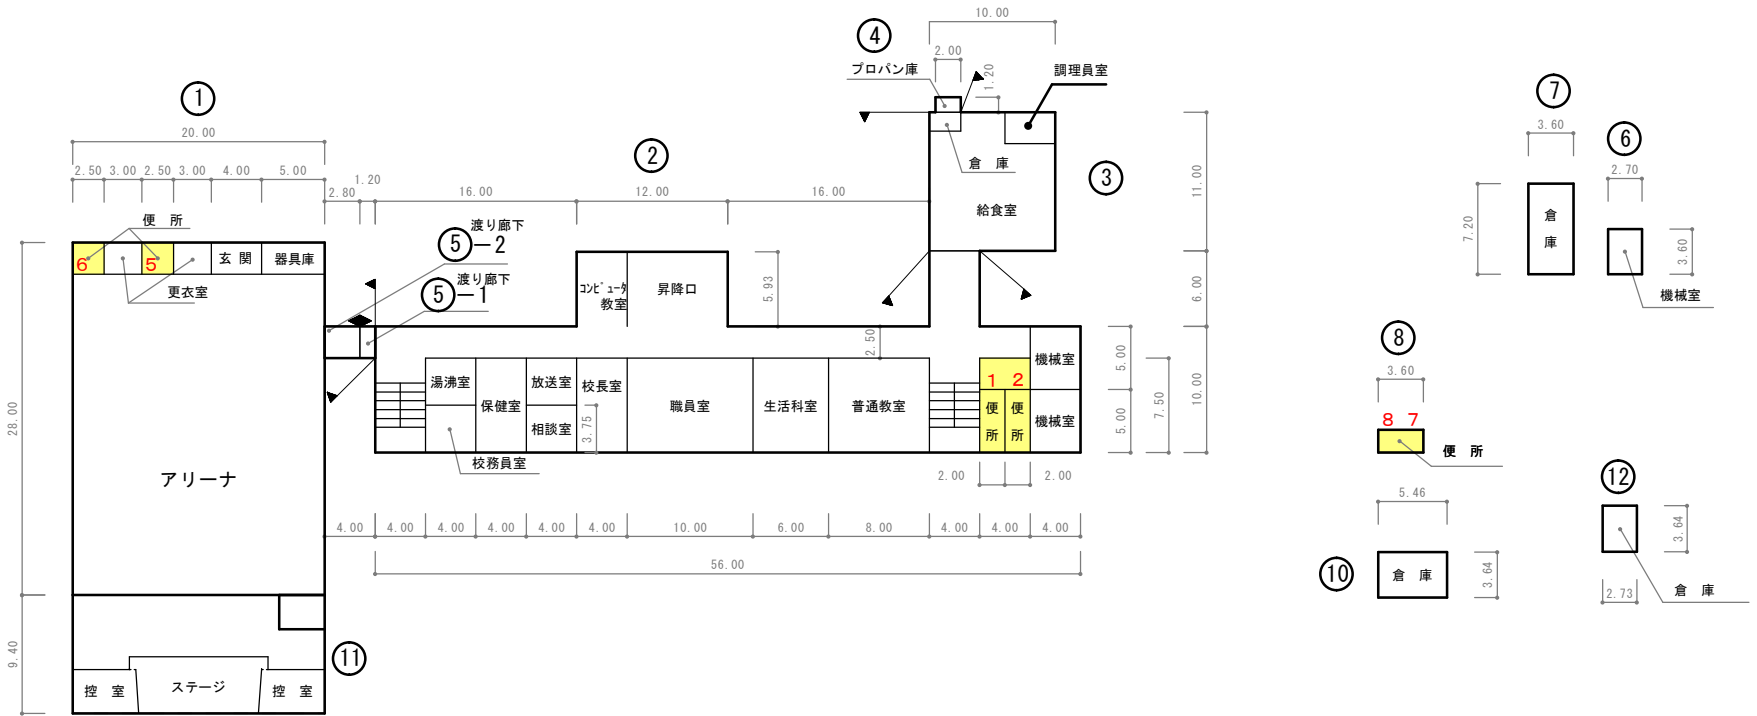 10.00
④
2.00
プロパン庫
1.20
調理員室
⑦
①
3.60
⑥
20.00
②
倉 庫
③
2.70
2.50 3.00 2.50 3.00 4.00 5.00
1.20
2.80
16.00
12.00
16.00
11.00
給食室
7.20
倉
庫
便 所
渡り廊下
⑤-2
6
5
玄 関
器具庫
3.60
更衣室
渡り廊下
⑤-1
コンピュータ
教室
昇降口
5.93
6.00
機械室
⑧
2.50
機械室
5.00
3.60
湯沸室
放送室
校長室
1 2
10.00
28.00
保健室
職員室
生活科室
普通教室
便
所
便
所
7.50
8 7
相談室
3.75
機械室
5.00
便 所
校務員室
アリーナ
2.00
2.00
⑫
5.46
4.00 4.00 4.00 4.00 4.00 4.00 10.00 6.00 8.00 4.00 4.00 4.00
3.64
56.00
⑩
倉 庫
3.64
2.73
倉 庫
9.40
⑪
控 室
ステージ
控 室